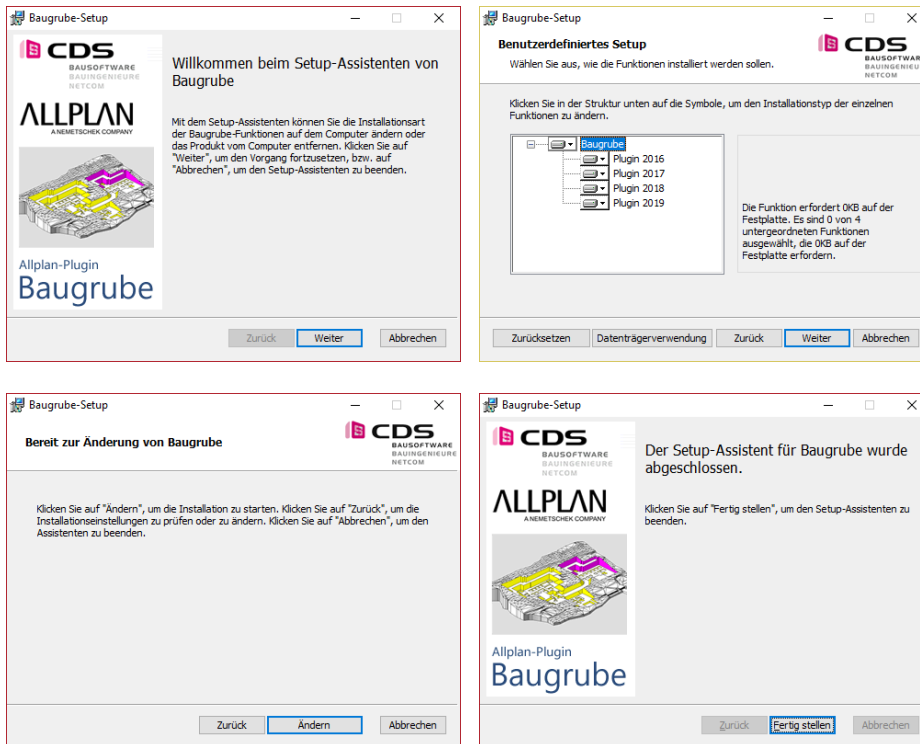 Baugrube-Setup
CDS
BAUSOFTWARE
BAUINGENIEURE
NETCOM
ALLPLAN
A NEMETSCHEK COMPANY
Allplan-Plugin
Baugrube
Willkommen beim Setup-Assistenten von
Baugrube
Mit dem Setup-Assistenten können Sie die Installationsart
der Baugrube-Funktionen auf dem Computer ändern oder
das Produkt vom Computer entfernen. Klicken Sie auf
"Weiter", um den Vorgang fortzusetzen, bzw. auf
"Abbrechen", um den Setup-Assistenten zu beenden.
Zurück Weiter Abbrechen
Baugrube-Setup
Benutzerdefiniertes Setup
Wählen Sie aus, wie die Funktionen installiert werden sollen.
CDS
BAUSOFTWAR
BAUINGENIEU
NETCOM
Klicken Sie in der Struktur unten auf die Symbole, um den Installationstyp der einzelnen
Funktionen zu ändern.
Baugrube
Plugin 2016
Plugin 2017
Plugin 2018
Plugin 2019
Die Funktion erfordert 0KB auf der
Festplatte. Es sind 0 von 4
untergeordneten Funktionen
ausgewählt, die 0KB auf der
Festplatte erfordern.
Zurücksetzen Datenträgerverwendung Zurück Weiter Abbrechen
Baugrube-Setup
Bereit zur Änderung von Baugrube
CDS
BAUSOFTWARE
BAUINGENIEURE
NETCOM
Klicken Sie auf "Ändern", um die Installation zu starten. Klicken Sie auf "Zurück", um die
Installationseinstellungen zu prüfen oder zu ändern. Klicken Sie auf "Abbrechen", um den
Assistenten zu beenden.
Zurück Ändern Abbrechen
Baugrube-Setup
CDS
BAUSOFTWARE
BAUINGENIEURE
NETCOM
ALLPLAN
A NEMETSCHEK COMPANY
Allplan-Plugin
Baugrube
Der Setup-Assistent für Baugrube wurde
abgeschlossen.
Klicken Sie auf "Fertig stellen", um den Setup-Assistenten zu
beenden.
Zurück Fertig stellen Abbrechen